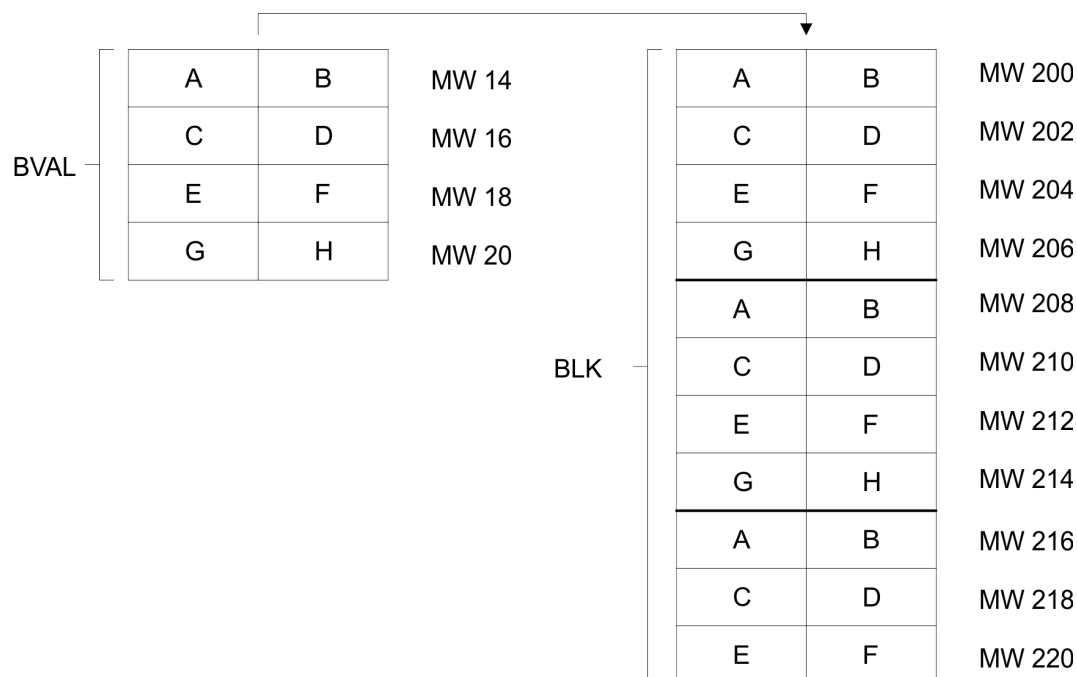 A B MW 14
C D MW 16
E F MW 18
G H MW 20
BVAL
A B MW 200
C D MW 202
E F MW 204
G H MW 206
A B MW 208
C D MW 210
E F MW 212
G H MW 214
A B MW 216
C D MW 218
E F MW 220
BLK